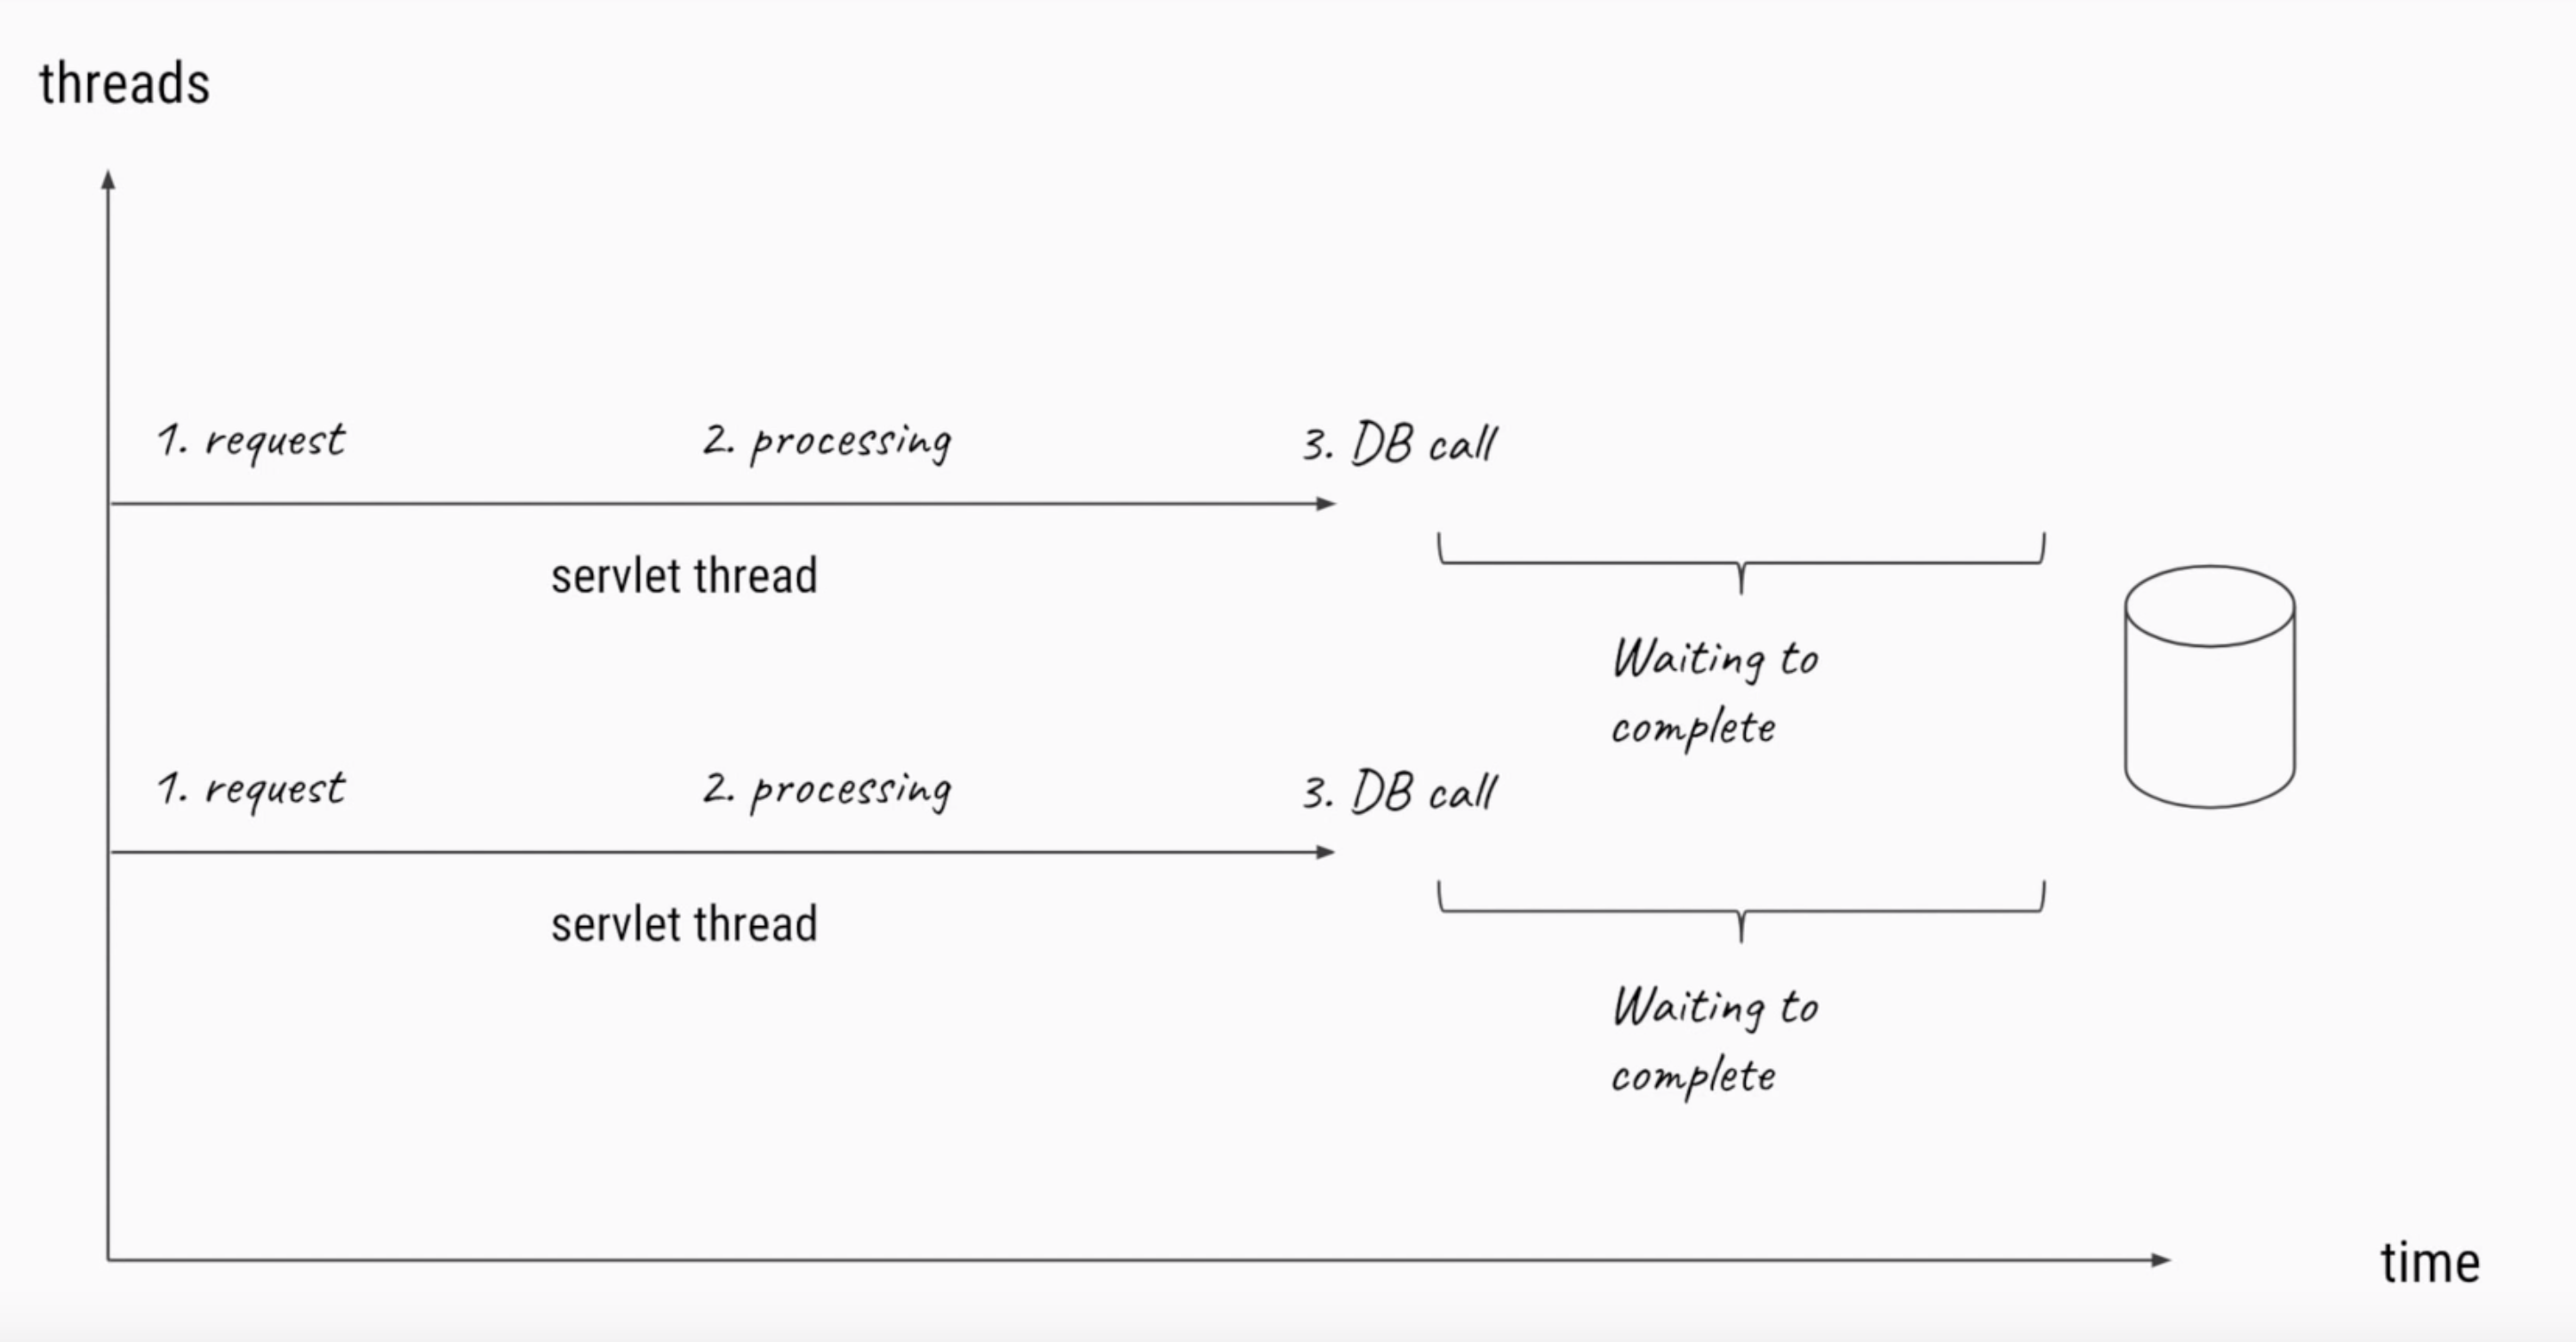 threads
1. request
2. processing
3. DB call
servlet thread
Waiting to
complete
1. request
2. processing
3. DB call
servlet thread
Waiting to
complete
time